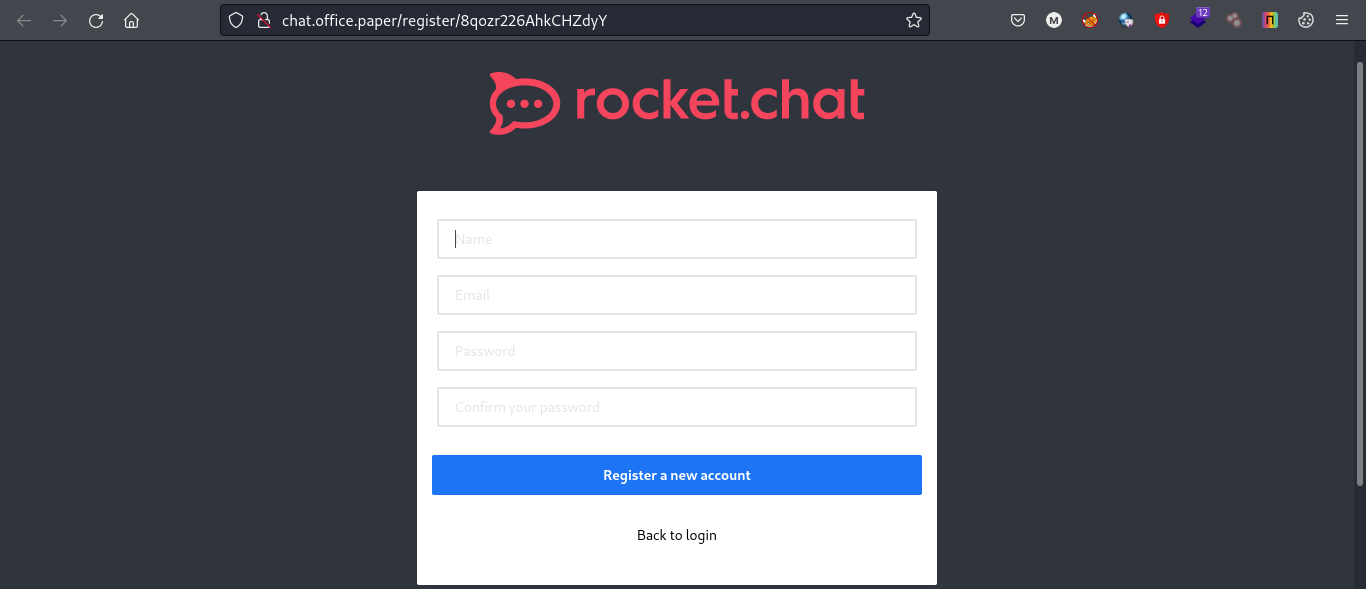 chat.office.paper/register/8qozr226AhkCHZdyY
M
12
rocket.chat
Name
Email
Password
Confirm your password
Register a new account
Back to login